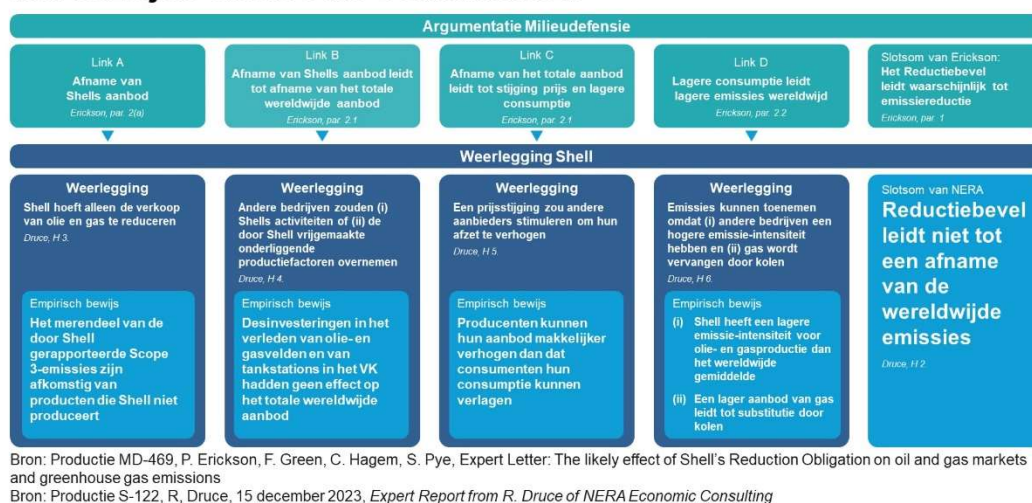 Argumentatie Milieudefensie
Link A
Afname van
Shells aanbod
Erickson, par. 2(a)
Link B
Afname van Shells aanbod leidt
tot afname van het totale
wereldwijde aanbod
Erickson, par. 2.1
Link C
Afname van het totale aanbod
leidt tot stijging prijs en lagere
consumptie
Erickson, par. 2.1
Link D
Lagere consumptie leidt
lagere emissies wereldwijd
Erickson, par. 2.2
Slotsom van Erickson:
Het Reductiebevel
leidt waarschijnlijk tot
emissiereductie
Erickson, par. 1
Weerlegging Shell
Weerlegging
Shell hoeft alleen de verkoop
van olie en gas te reduceren
Druce, H 3.
Empirisch bewijs
Het merendeel van de
door Shell
gerapporteerde Scope
3-emissies zijn
afkomstig van
producten die Shell niet
produceert
Weerlegging
Andere bedrijven zouden (i)
Shells activiteiten of (ii) de
door Shell vrijgemaakte
onderliggende
productiefactoren overnemen
Druce, H 4.
Empirisch bewijs
Desinvesteringen in het
verleden van olie- en
gasvelden en van
tankstations in het VK
hadden geen effect op
het totale wereldwijde
aanbod
Weerlegging
Een prijsstijging zou andere
aanbieders stimuleren om hun
afzet te verhogen
Druce, H 5.
Empirisch bewijs
Producenten kunnen
hun aanbod makkelijker
verhogen dan dat
consumenten hun
consumptie kunnen
verlagen
Weerlegging
Emissies kunnen toenemen
omdat (i) andere bedrijven een
hogere emissie-intensiteit
hebben en (ii) gas wordt
vervangen door kolen
Druce, H 6.
Empirisch bewijs
(i) Shell heeft een lagere
emissie-intensiteit voor
olie- en gasproductie dan
het wereldwijde
gemiddelde
(ii) Een lager aanbod van gas
leidt tot substitutie door
kolen
Slotsom van NERA
Reductiebevel
leidt niet tot
een afname
van de
wereldwijde
emissies
Druce, H 2.
Bron: Productie MD-469, P. Erickson, F. Green, C. Hagem, S. Pye, Expert Letter: The likely effect of Shell's Reduction Obligation on oil and gas markets
and greenhouse gas emissions
Bron: Productie S-122, R, Druce, 15 december 2023, Expert Report from R. Druce of NERA Economic Consulting